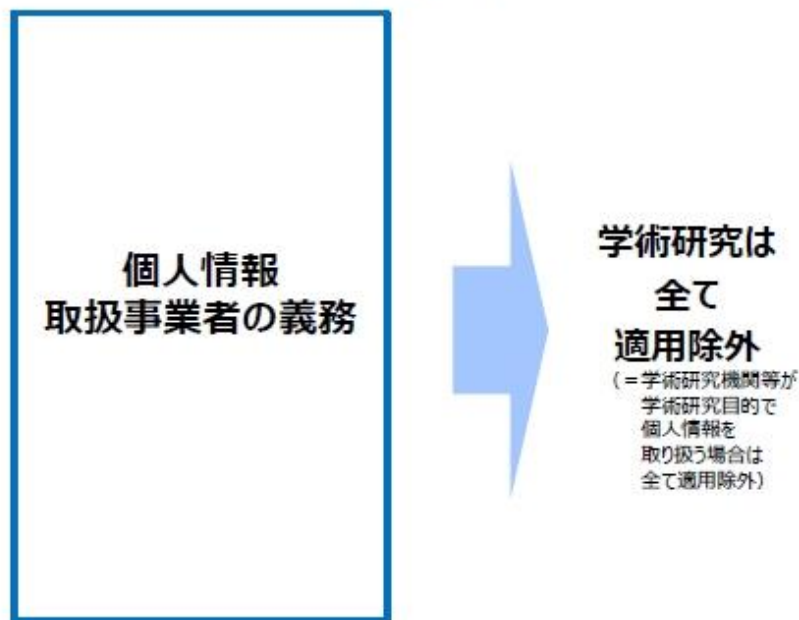 個人情報
取扱事業者の義務
学術研究は
全て
適用除外
(=学術研究機関等が
学術研究目的で
個人情報を
取り扱う場合は
全て適用除外)